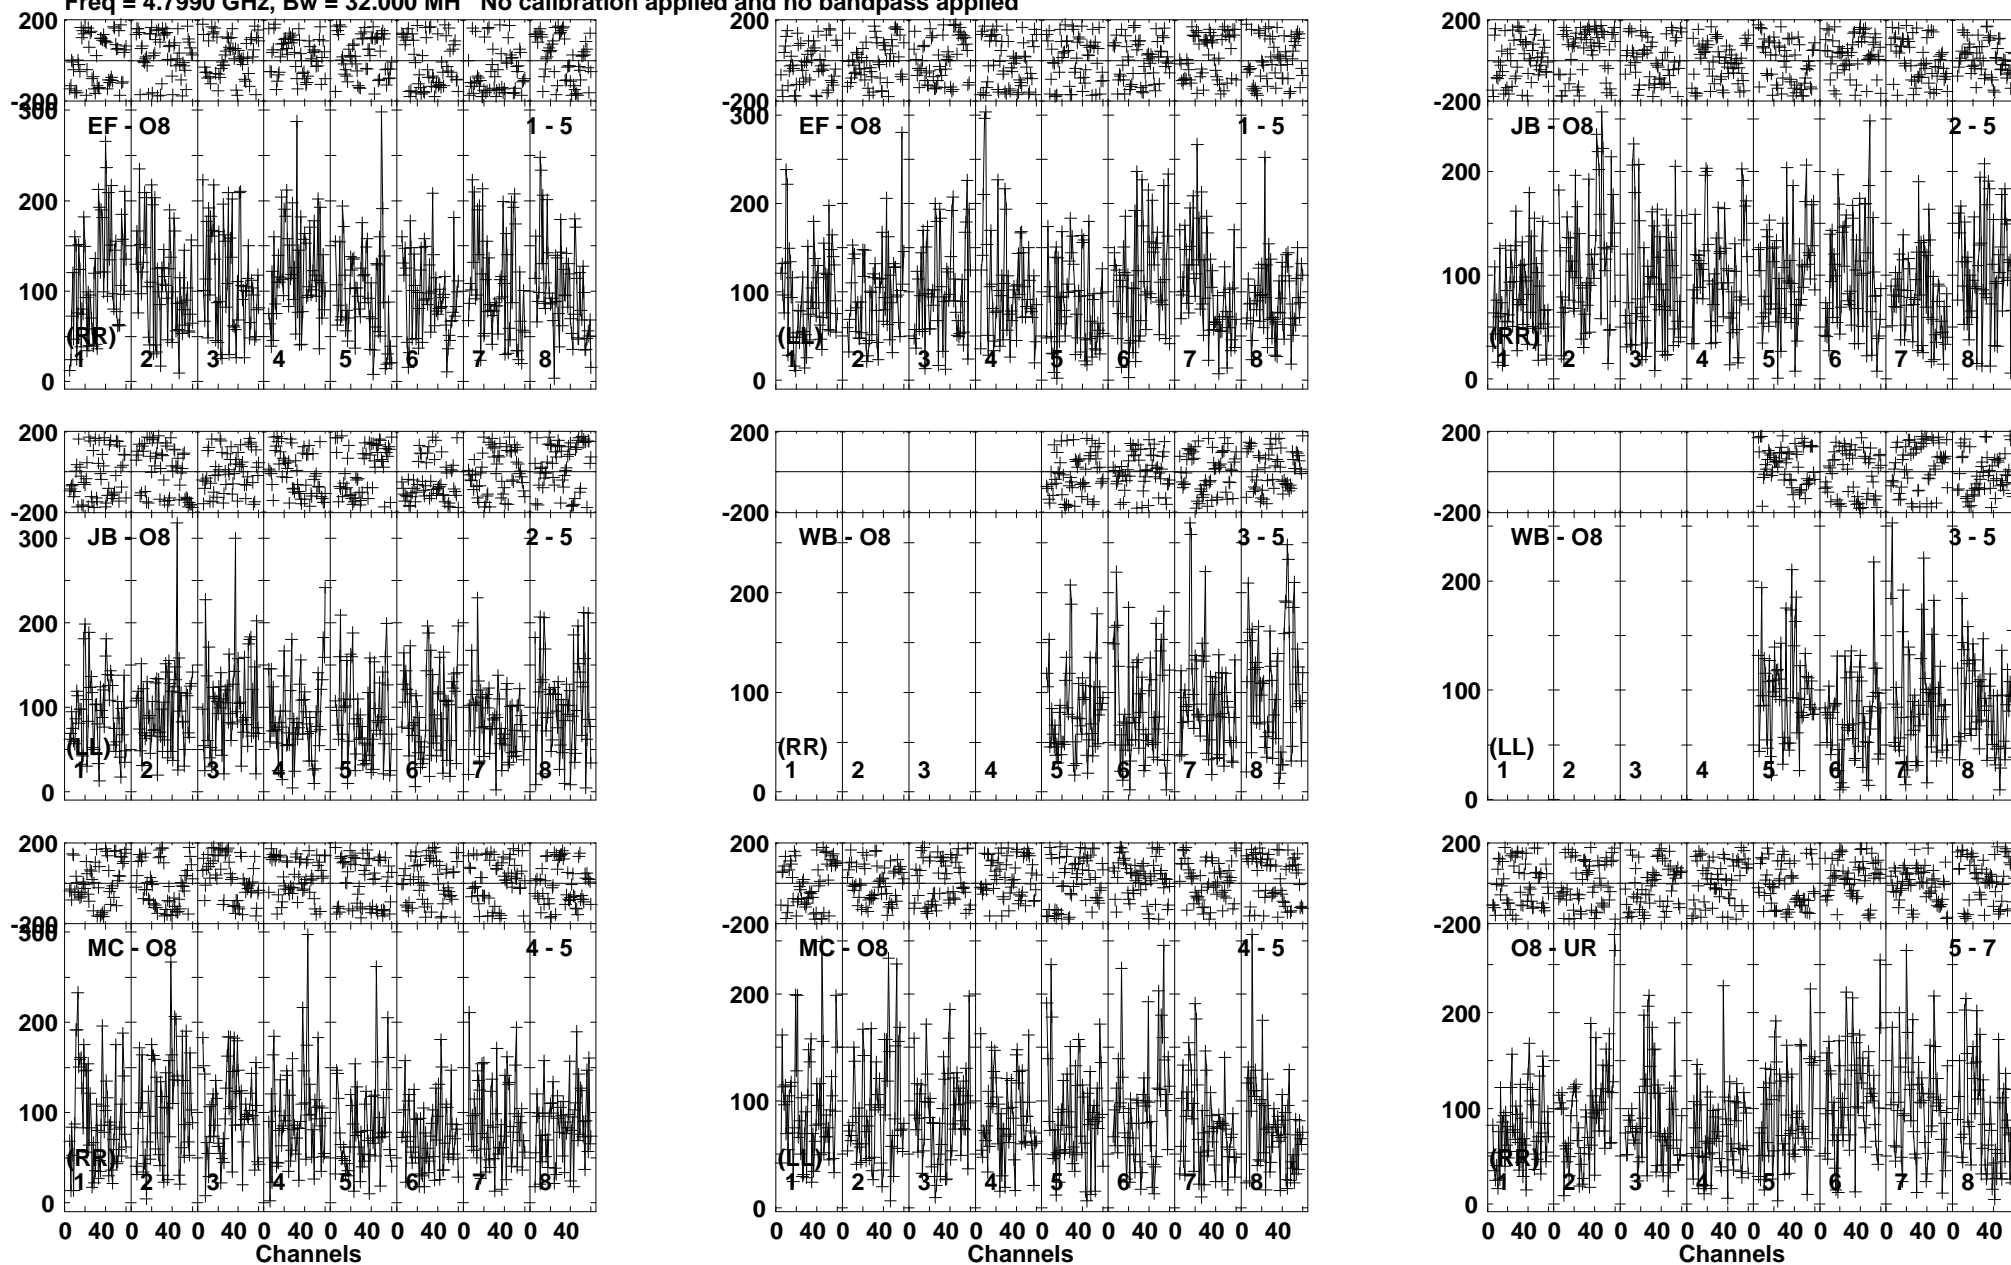 Freq = 4.7990 GHz, Bw = 32.000 MH No calibration applied and no bandpass applied
200 200 200
-200 -200 -200
300 EF - O8 1 - 5 300 EF - O8 1 - 5 JB - O8 2 - 5
200 200 200
100 100 100
(RR) (LL) (RR)
1 2 3 4 5 6 7 8 1 2 3 4 5 6 7 8 1 2 3 4 5 6 7 8
0 0 0
200 200 200
-200 -200 -200
300 JB - O8 2 - 5 WB - O8 3 - 5 WB - O8 3 - 5
200 200 200
100 100 100
(LL) (RR) (LL)
1 2 3 4 5 6 7 8 1 2 3 4 5 6 7 8 1 2 3 4 5 6 7 8
0 0 0
200 200 200
-200 -200 -200
300 MC - O8 4 - 5 MC - O8 4 - 5 O8 - UR 5 - 7
200 200 200
100 100 100
(RR) (LL) (RR)
1 2 3 4 5 6 7 8 1 2 3 4 5 6 7 8 1 2 3 4 5 6 7 8
0 0 0
0 40 0 40 0 40 0 40 0 40 0 40 0 40 0 40 0 40 0 40 0 40 0 40 0 40 0 40 0 40 0 40 0 40 0 40 0 40 0 40 0 40 0 40 0 40 0 40
Channels Channels Channels